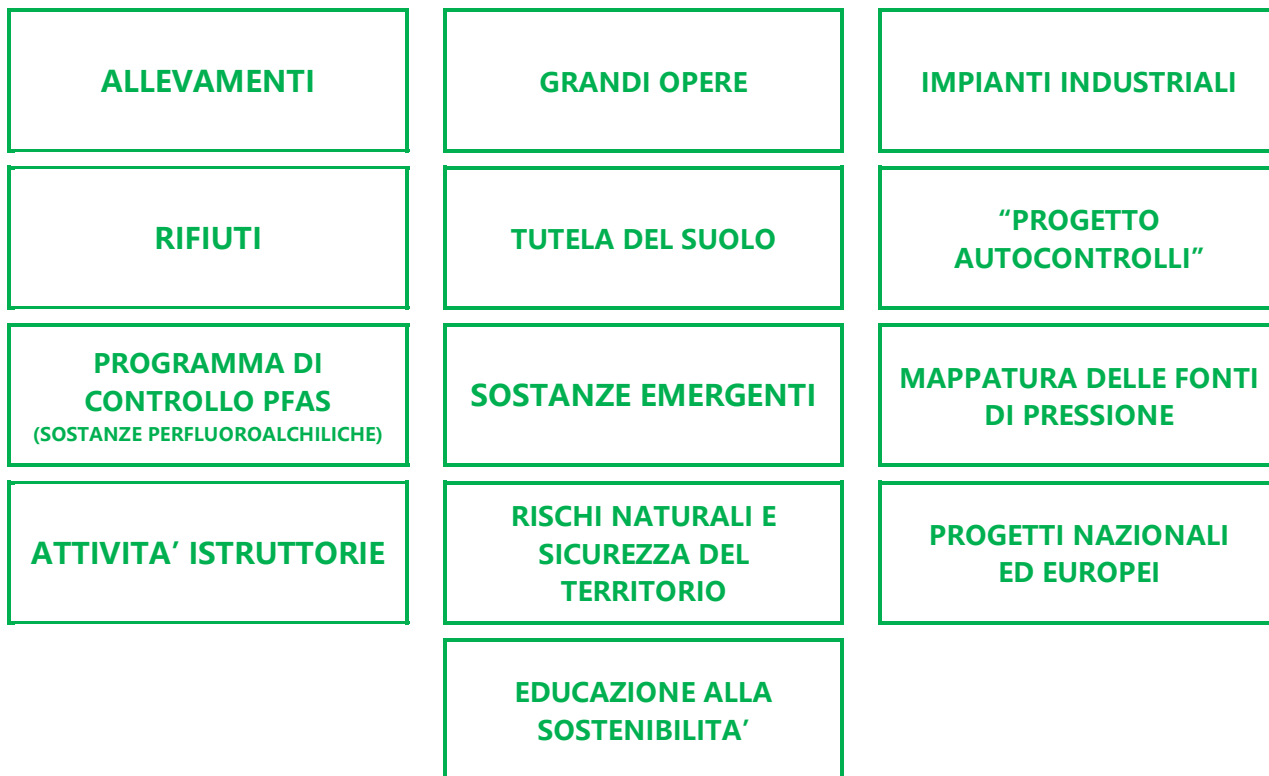 ALLEVAMENTI
GRANDI OPERE
IMPIANTI INDUSTRIALI
RIFIUTI
TUTELA DEL SUOLO
“PROGETTO
AUTOCONTROLLI”
PROGRAMMA DI
CONTROLLO PFAS
(SOSTANZE PERFLUOROALCHILICHE)
SOSTANZE EMERGENTI
MAPPATURA DELLE FONTI
DI PRESSIONE
ATTIVITA’ ISTRUTTORIE
RISCHI NATURALI E
SICUREZZA DEL
TERRITORIO
PROGETTI NAZIONALI
ED EUROPEI
EDUCAZIONE ALLA
SOSTENIBILITA’